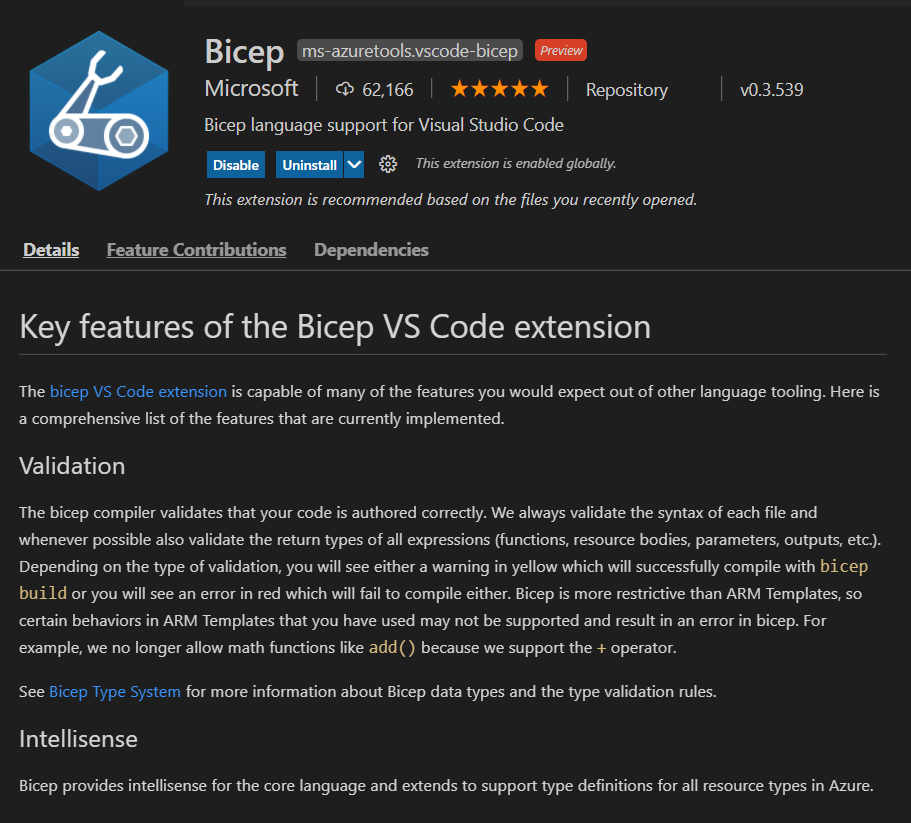 Bicep ms-azuretools.vscode-bicep Preview
Microsoft 62,166 Repository v0.3.539
Bicep language support for Visual Studio Code
Disable Uninstall This extension is enabled globally.
This extension is recommended based on the files you recently opened.
Details Feature Contributions Dependencies
Key features of the Bicep VS Code extension
The bicep VS Code extension is capable of many of the features you would expect out of other language tooling. Here is
a comprehensive list of the features that are currently implemented.
Validation
The bicep compiler validates that your code is authored correctly. We always validate the syntax of each file and
whenever possible also validate the return types of all expressions (functions, resource bodies, parameters, outputs, etc.).
Depending on the type of validation, you will see either a warning in yellow which will successfully compile with bicep
build or you will see an error in red which will fail to compile either. Bicep is more restrictive than ARM Templates, so
certain behaviors in ARM Templates that you have used may not be supported and result in an error in bicep. For
example, we no longer allow math functions like add() because we support the + operator.
See Bicep Type System for more information about Bicep data types and the type validation rules.
Intellisense
Bicep provides intellisense for the core language and extends to support type definitions for all resource types in Azure.